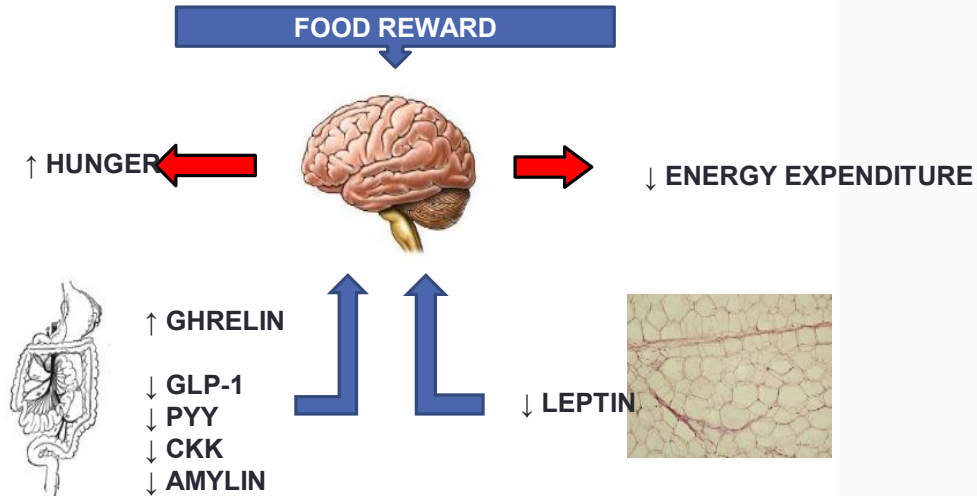 FOOD REWARD
↑ HUNGER
↓ ENERGY EXPENDITURE
↑ GHRELIN
↓ GLP-1
↓ PYY
↓ CKK
↓ AMYLIN
↓ LEPTIN